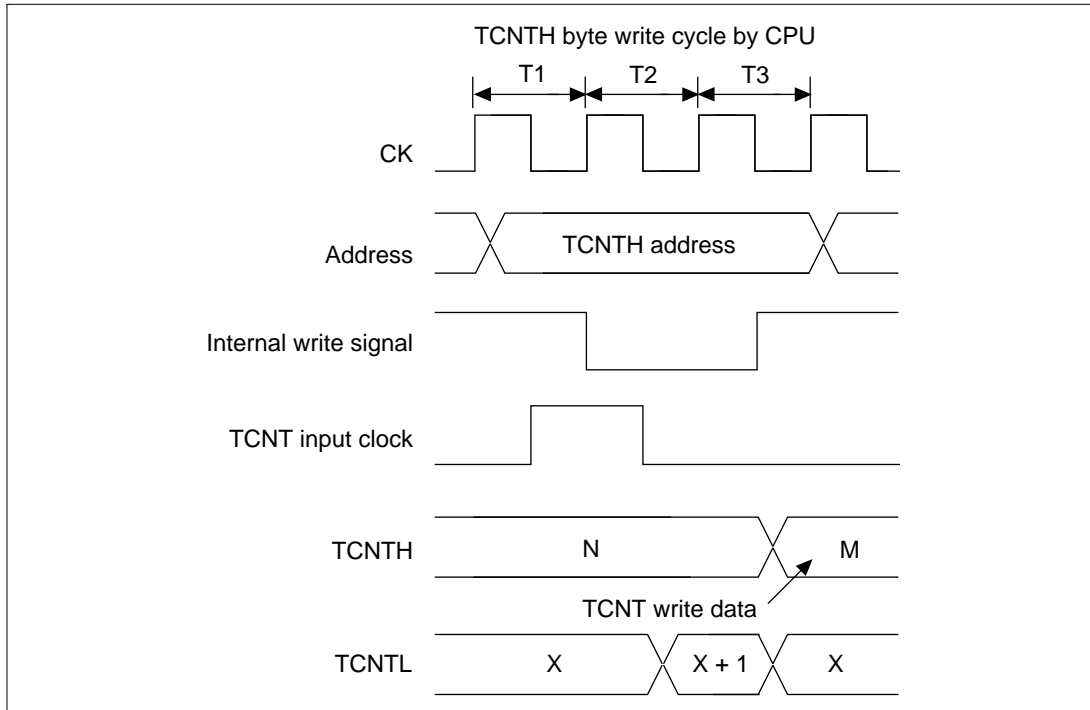 TCNTH byte write cycle by CPU
T1 T2 T3
CK
Address TCNTH address
Internal write signal
TCNT input clock
TCNTH N M
TCNT write data
TCNTL X X + 1 X